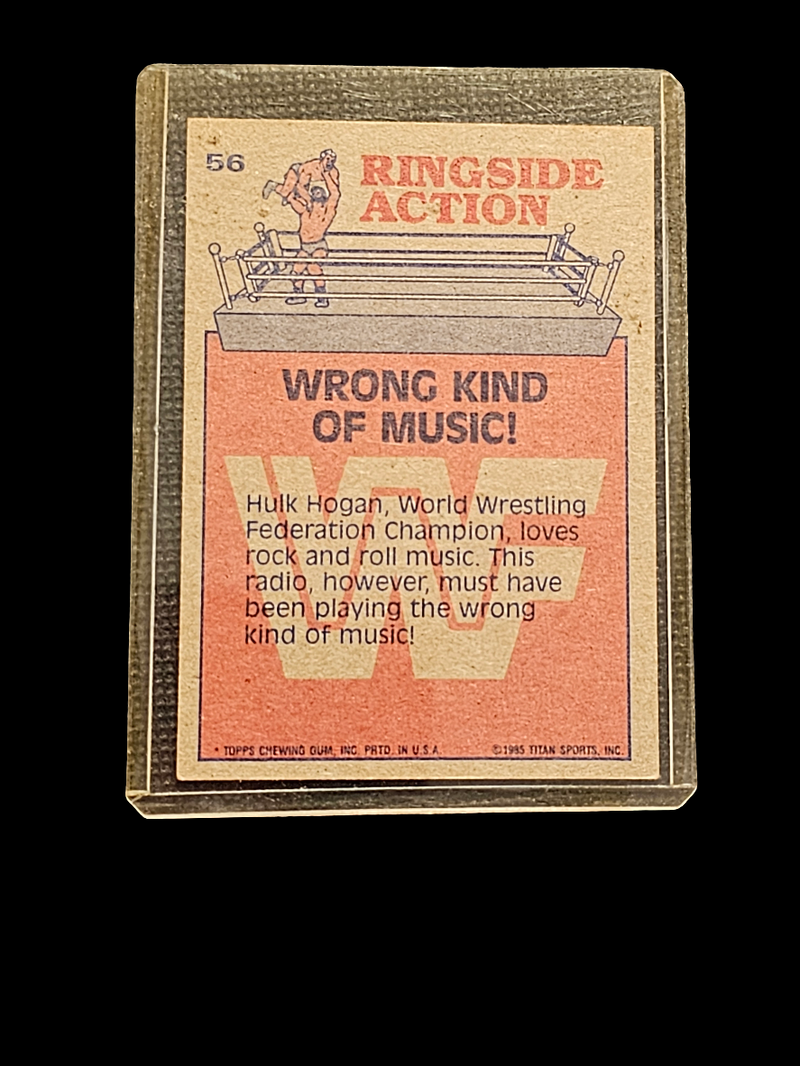 56
RINGSIDE
ACTION
WRONG KIND
OF MUSIC!
WF
Hulk Hogan, World Wrestling
Federation Champion, loves
rock and roll music. This
radio, however, must have
been playing the wrong
kind of music!
* TOPPS CHEWING GUM, INC. PRTD. IN U.S.A. ©1985 TITAN SPORTS, INC.